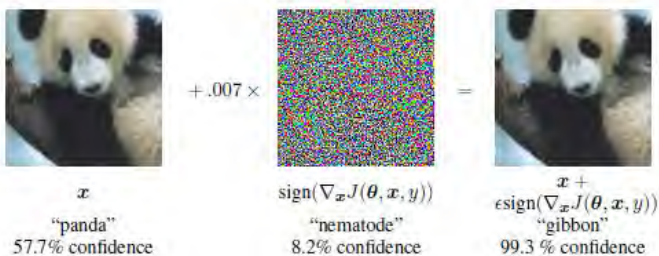 + .007 ×
=
x
sign(∇ₓJ(θ, x, y))
x +
εsign(∇ₓJ(θ, x, y))
“panda”
“nematode”
“gibbon”
57.7% confidence
8.2% confidence
99.3 % confidence